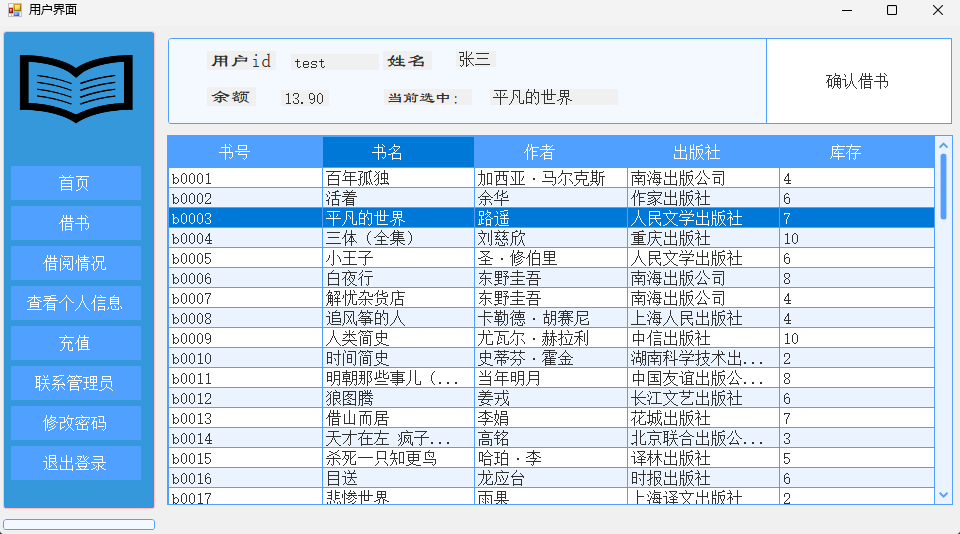 用户界面
用户id test 姓名 张三
余额 13.90 当前选中： 平凡的世界
确认借书
首页
借书
借阅情况
查看个人信息
充值
联系管理员
修改密码
退出登录
书号 书名 作者 出版社 库存
b0001 百年孤独 加西亚·马尔克斯 南海出版公司 4
b0002 活着 余华 作家出版社 6
b0003 平凡的世界 路遥 人民文学出版社 7
b0004 三体（全集） 刘慈欣 重庆出版社 10
b0005 小王子 圣·修伯里 人民文学出版社 6
b0006 白夜行 东野圭吾 南海出版公司 8
b0007 解忧杂货店 东野圭吾 南海出版公司 4
b0008 追风筝的人 卡勒德·胡赛尼 上海人民出版社 4
b0009 人类简史 尤瓦尔·赫拉利 中信出版社 10
b0010 时间简史 史蒂芬·霍金 湖南科学技术出... 2
b0011 明朝那些事儿（... 当年明月 中国友谊出版公... 8
b0012 狼图腾 姜戎 长江文艺出版社 6
b0013 借山而居 李娟 花城出版社 7
b0014 天才在左 疯子... 高铭 北京联合出版公... 3
b0015 杀死一只知更鸟 哈珀·李 译林出版社 5
b0016 目送 龙应台 时报出版社 6
b0017 悲惨世界 雨果 上海译文出版社 2